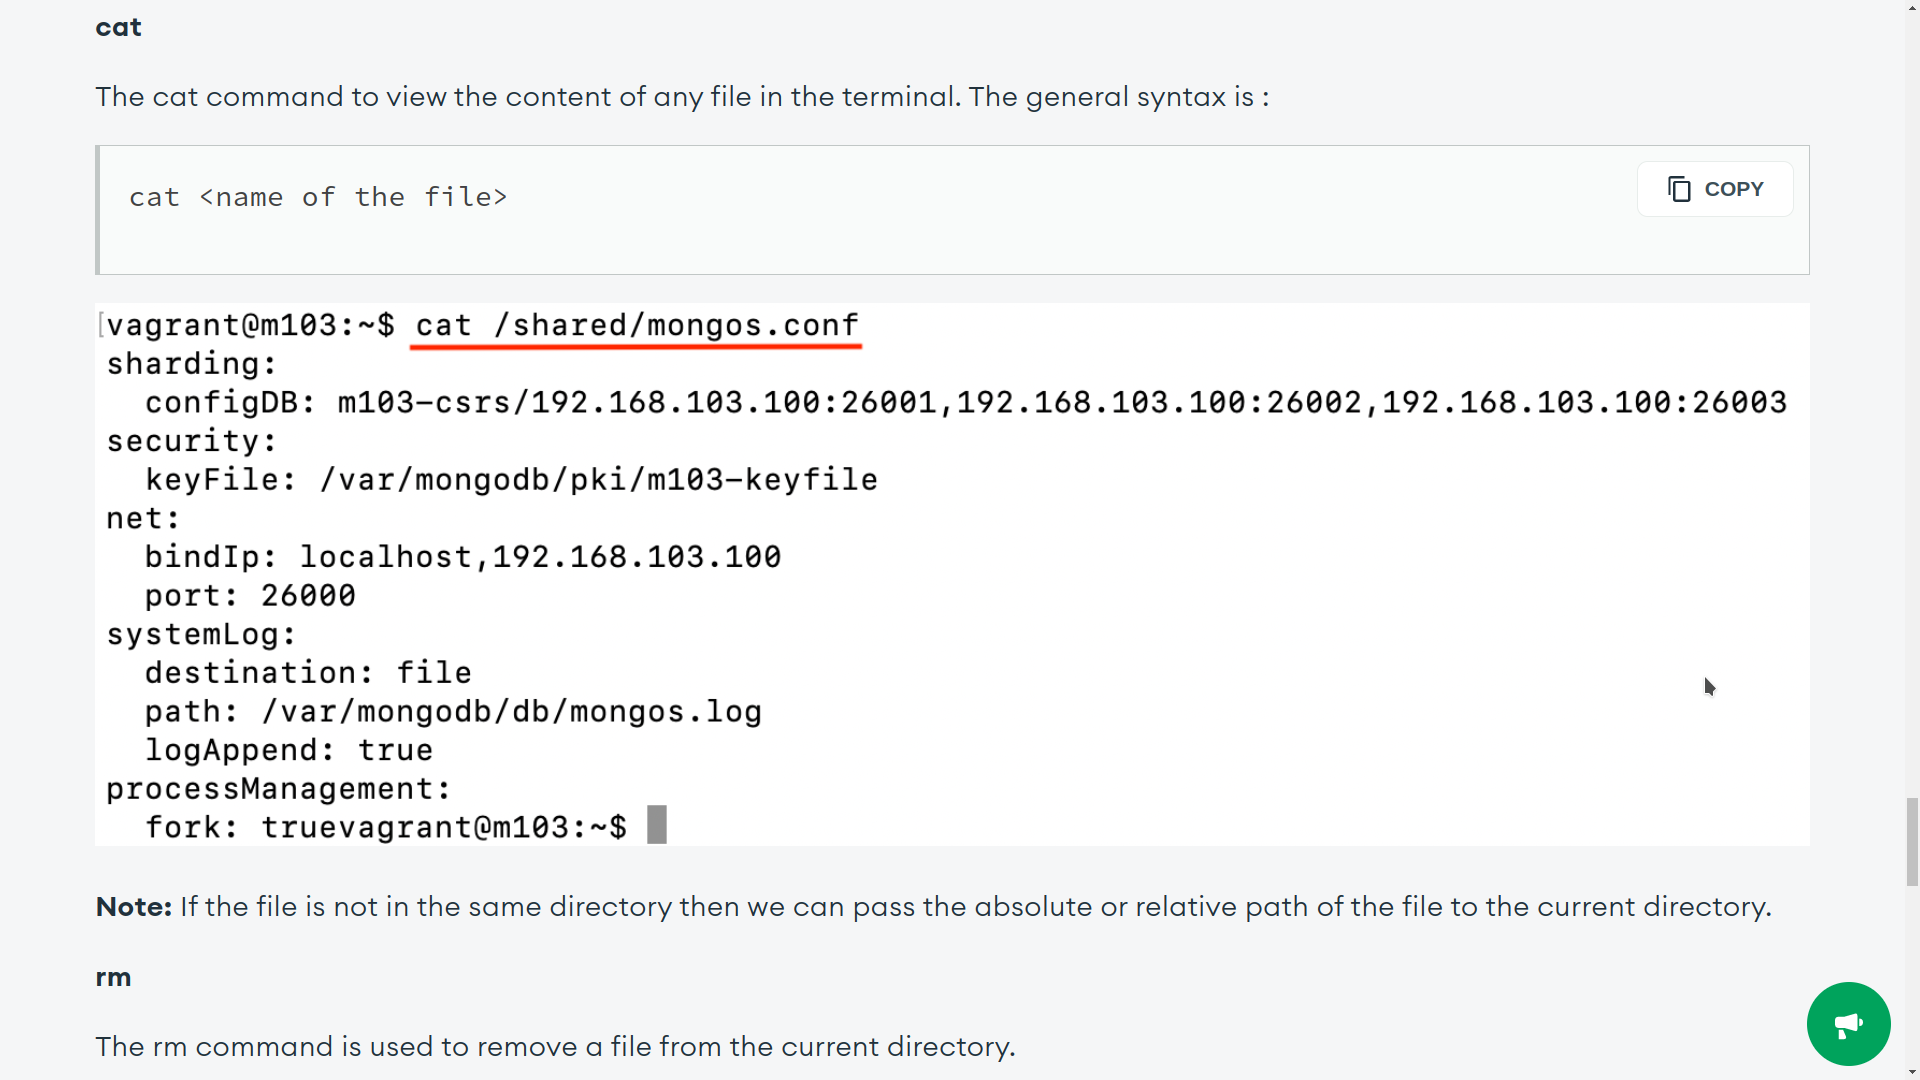 cat
The cat command to view the content of any file in the terminal. The general syntax is :
cat <name of the file>
COPY
[vagrant@m103:~$ cat /shared/mongos.conf
sharding:
  configDB: m103-csrs/192.168.103.100:26001,192.168.103.100:26002,192.168.103.100:26003
security:
  keyFile: /var/mongodb/pki/m103-keyfile
net:
  bindIp: localhost,192.168.103.100
  port: 26000
systemLog:
  destination: file
  path: /var/mongodb/db/mongos.log
  logAppend: true
processManagement:
  fork: truevagrant@m103:~$
Note: If the file is not in the same directory then we can pass the absolute or relative path of the file to the current directory.
rm
The rm command is used to remove a file from the current directory.